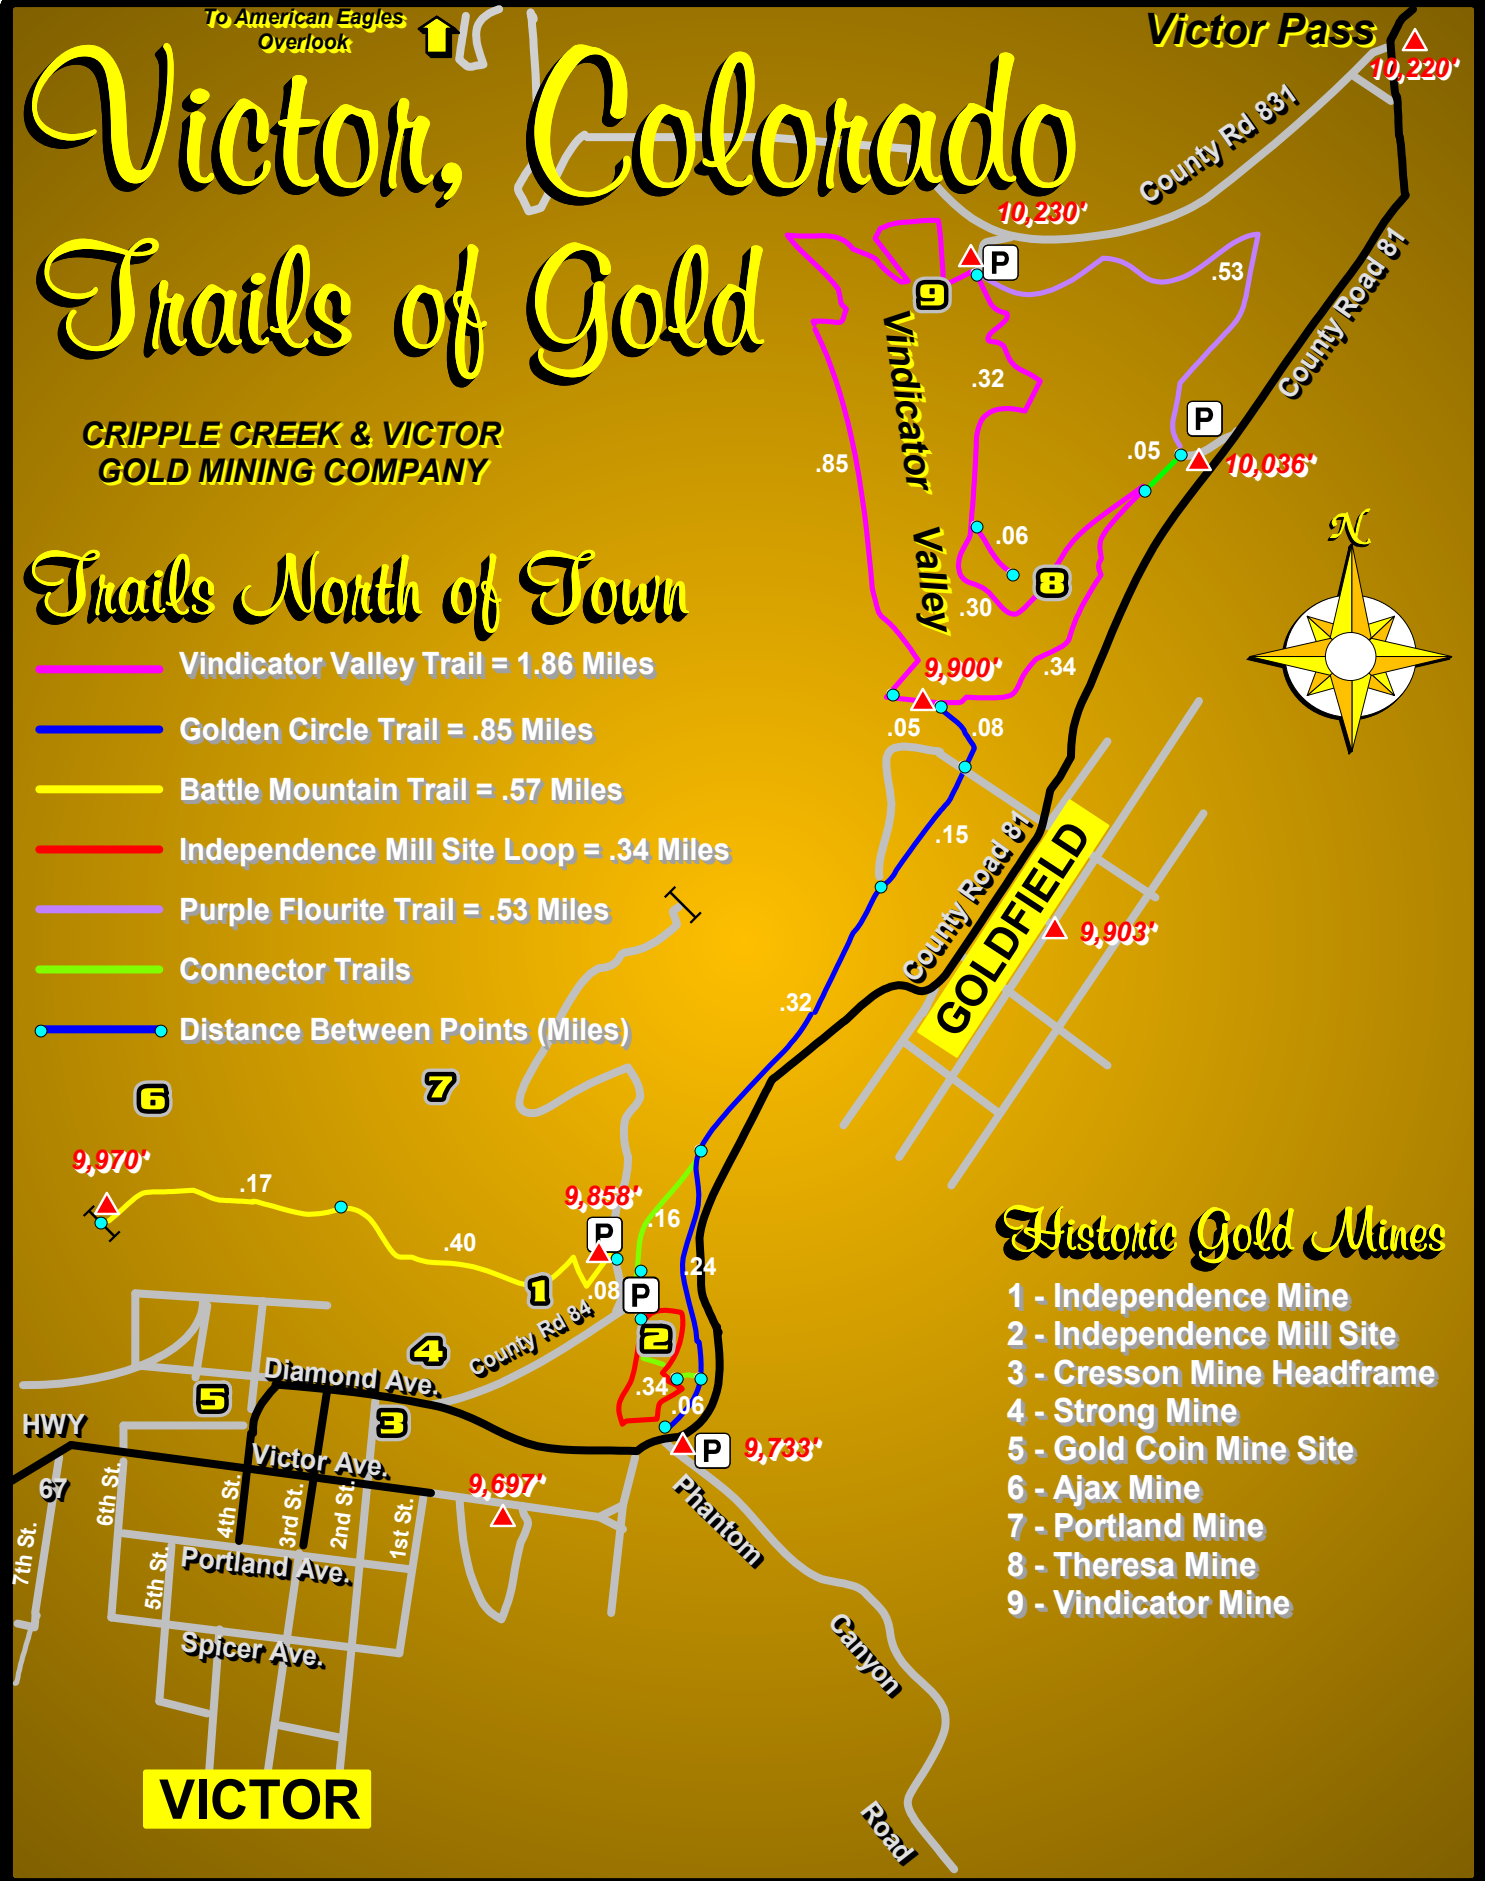 To American Eagles
Overlook
Victor Pass
10,220'
Victor, Colorado
County Rd 831
10,230'
P
Trails of Gold
9
.53
County Road 81
Vindicator
.32
P
CRIPPLE CREEK & VICTOR
GOLD MINING COMPANY
.85
.05
10,036'
N
Valley
.06
8
.30
Trails North of Town
Vindicator Valley Trail = 1.86 Miles
9,900'
.34
Golden Circle Trail = .85 Miles
.05
.08
Battle Mountain Trail = .57 Miles
.15
County Road 81
GOLDFIELD
Independence Mill Site Loop = .34 Miles
Purple Flourite Trail = .53 Miles
9,903'
Connector Trails
.32
Distance Between Points (Miles)
6
7
9,970'
.17
9,858'
P
.16
.40
.24
1
.08
P
County Rd 84
2
4
Diamond Ave.
5
.34
.06
3
HWY
67
Victor Ave.
9,733'
P
9,697'
6th St.
4th St.
3rd St.
2nd St.
1st St.
7th St.
5th St.
Portland Ave.
Spicer Ave.
Phantom
Canyon
Road
VICTOR
Historic Gold Mines
1 - Independence Mine
2 - Independence Mill Site
3 - Cresson Mine Headframe
4 - Strong Mine
5 - Gold Coin Mine Site
6 - Ajax Mine
7 - Portland Mine
8 - Theresa Mine
9 - Vindicator Mine